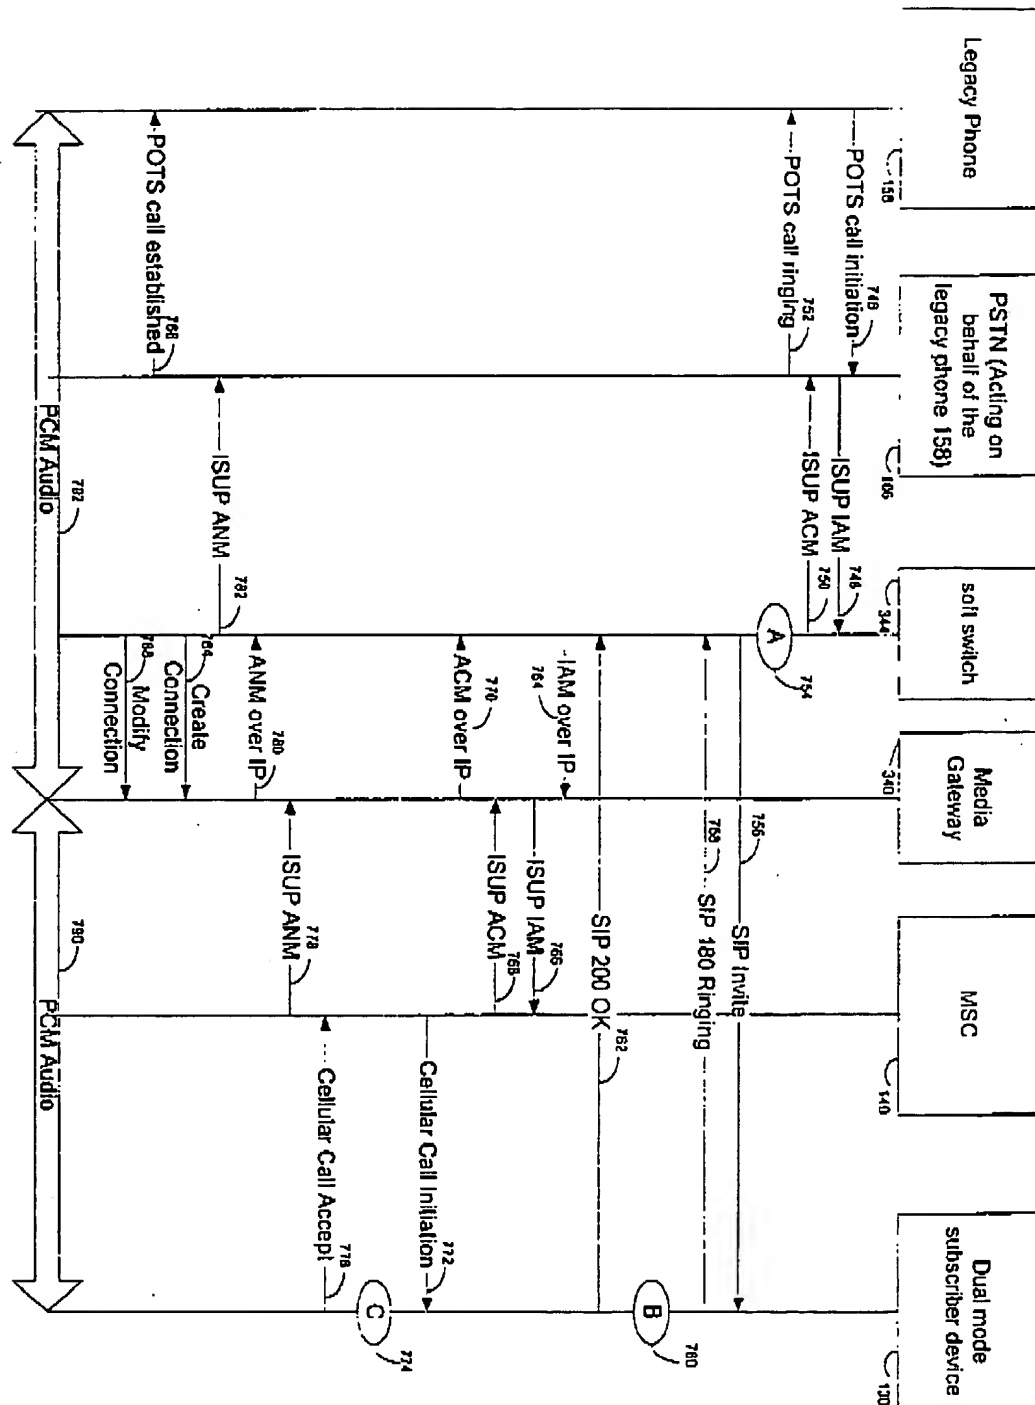 Legacy Phone
158
PSTN (Acting on
behalf of the
legacy phone 158)
106
soft switch
344
Media
Gateway
340
MSC
140
Dual mode
subscriber device
100
POTS call initiation
746
ISUP IAM
748
ISUP ACM
750
POTS call ringing
752
A
754
SIP Invite
756
SIP 180 Ringing
758
B
760
SIP 200 OK
762
IAM over IP
764
ISUP IAM
766
ISUP ACM
768
ACM over IP
770
Cellular Call Initiation
772
C
774
Cellular Call Accept
778
ISUP ANM
778
ANM over IP
780
ISUP ANM
782
Create
Connection
764
POTS call established
768
Modify
Connection
788
PCM Audio
792
PCM Audio
790